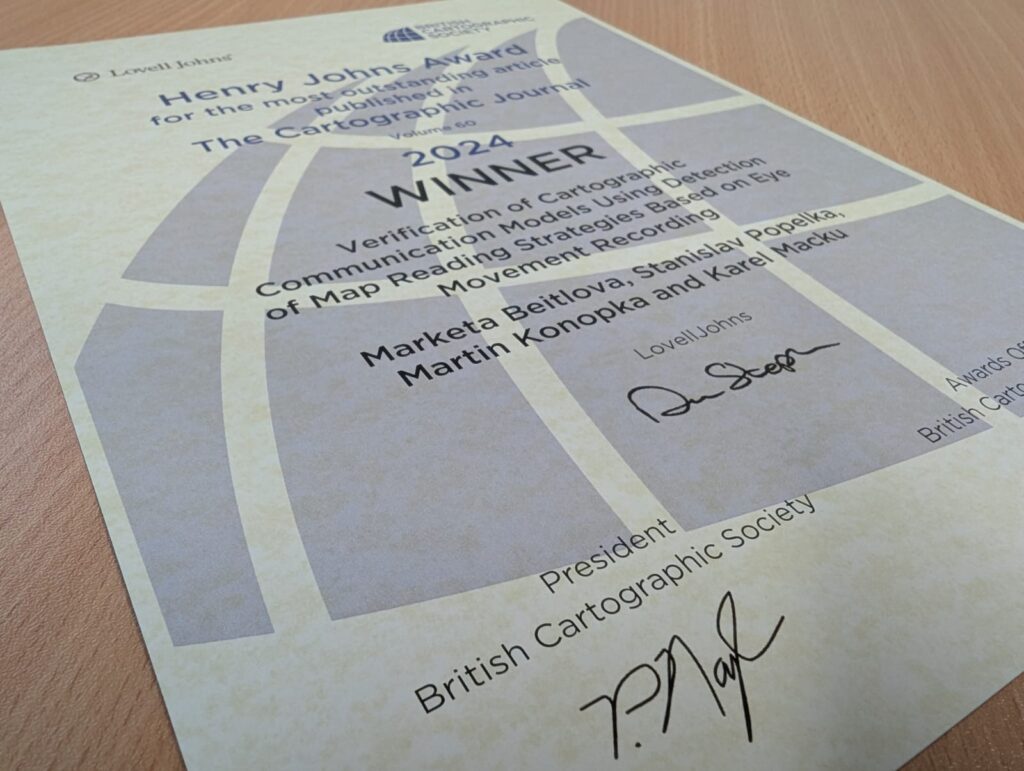 Lovell Johns
BRITISH
CARTOGRAPHIC
SOCIETY
Henry Johns Award
for the most outstanding article
published in
The Cartographic Journal
Volume 60
2024
WINNER
Verification of Cartographic
Communication Models Using Detection
of Map Reading Strategies Based on Eye
Movement Recording
Marketa Beitlova, Stanislav Popelka,
Martin Konopka and Karel Macku
LovellJohns
Awards Of
British Carto
President
British Cartographic Society